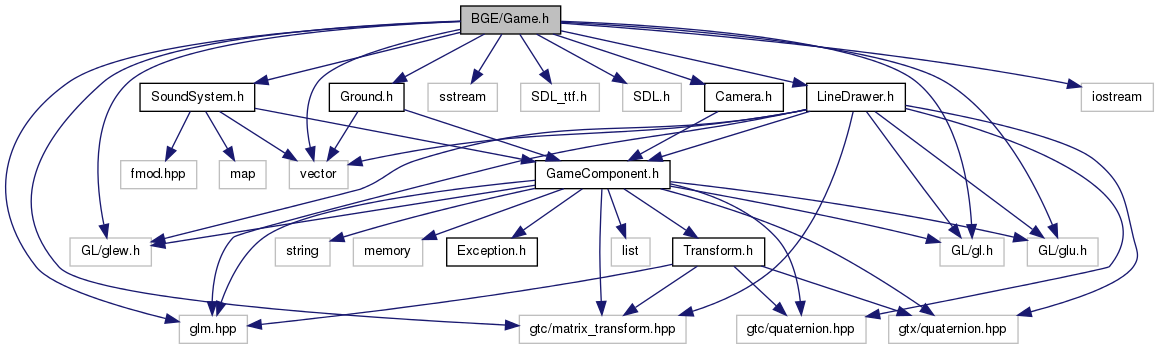 BGE/Game.h
SoundSystem.h
Ground.h
sstream
SDL_ttf.h
SDL.h
Camera.h
LineDrawer.h
iostream
fmod.hpp
map
vector
GameComponent.h
GL/glew.h
string
memory
Exception.h
list
Transform.h
GL/gl.h
GL/glu.h
glm.hpp
gtc/matrix_transform.hpp
gtc/quaternion.hpp
gtx/quaternion.hpp